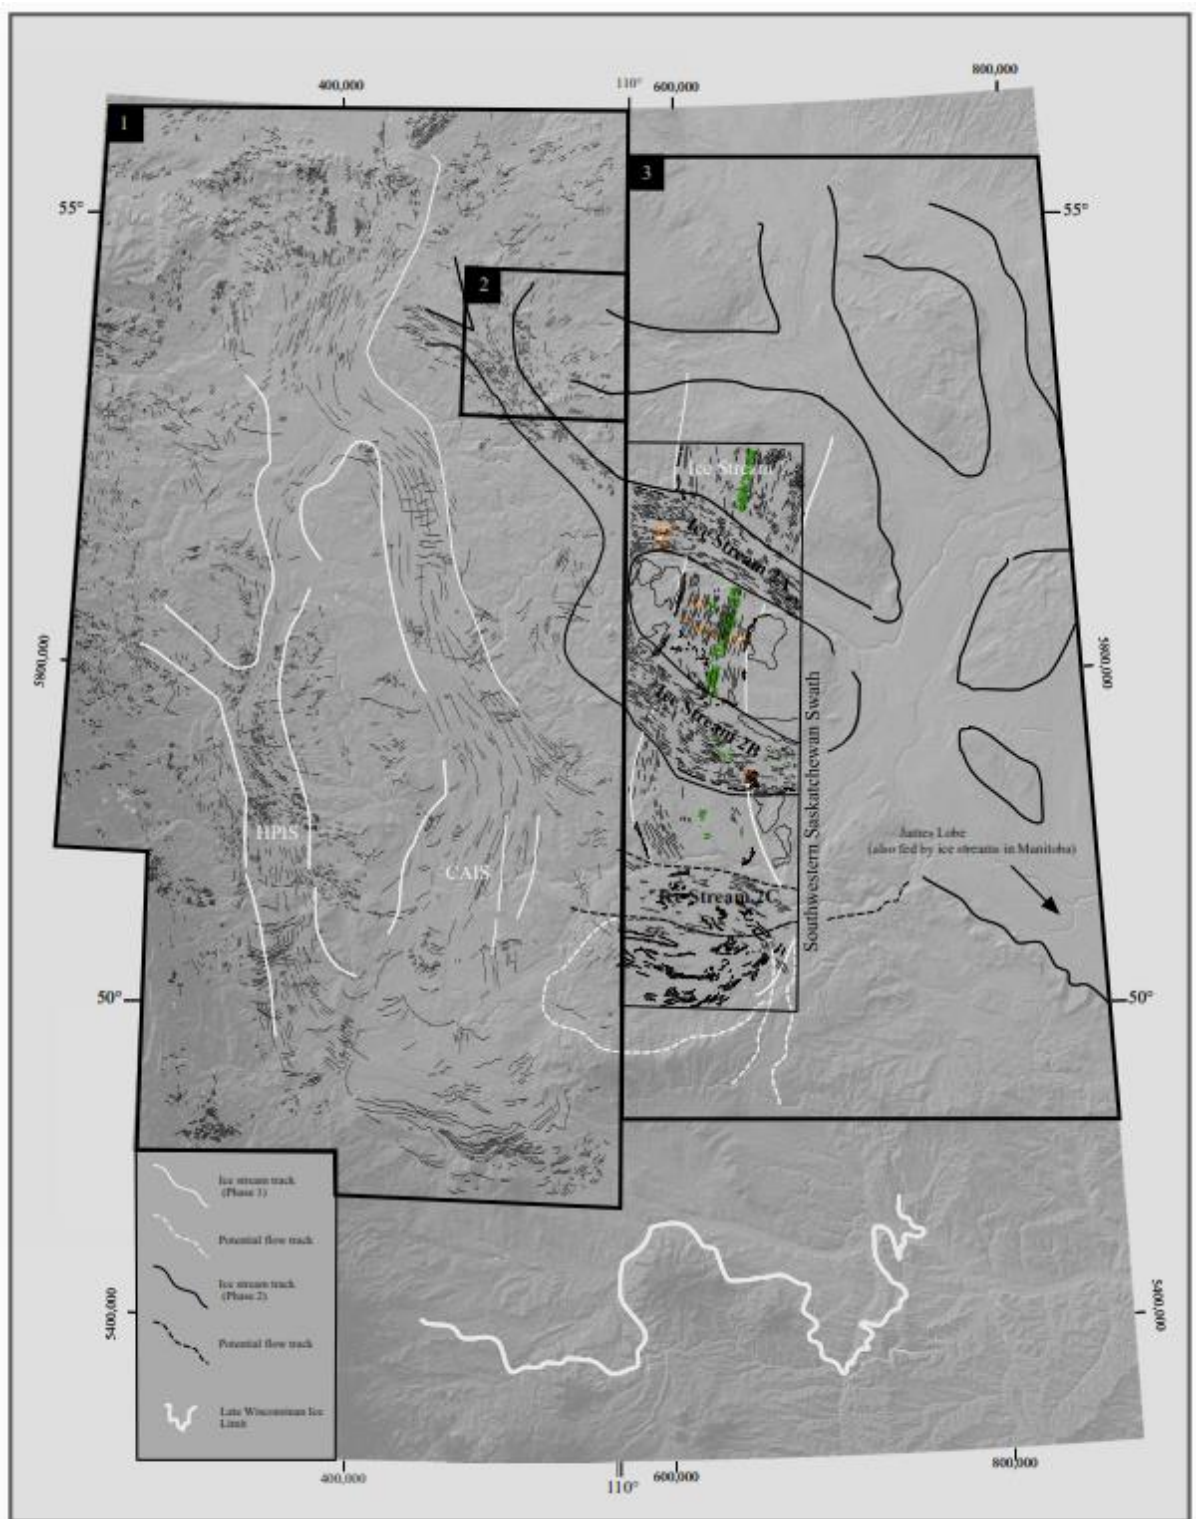 400,000
110°
600,000
800,000
1
3
55°
55°
2
Ice Stream
Ice Stream 2A
5800,000
5800,000
Ice Stream 2B
Southwestern Saskatchewan Swath
HPIS
James Lobe
(also fed by ice streams in Manitoba)
CAIS
Ice Stream 2C
50°
50°
Ice stream track
(Phase 1)
Potential flow track
Ice stream track
(Phase 2)
Potential flow track
5400,000
5400,000
Late Wisconsinan Ice
Limit
400,000
110°
600,000
800,000